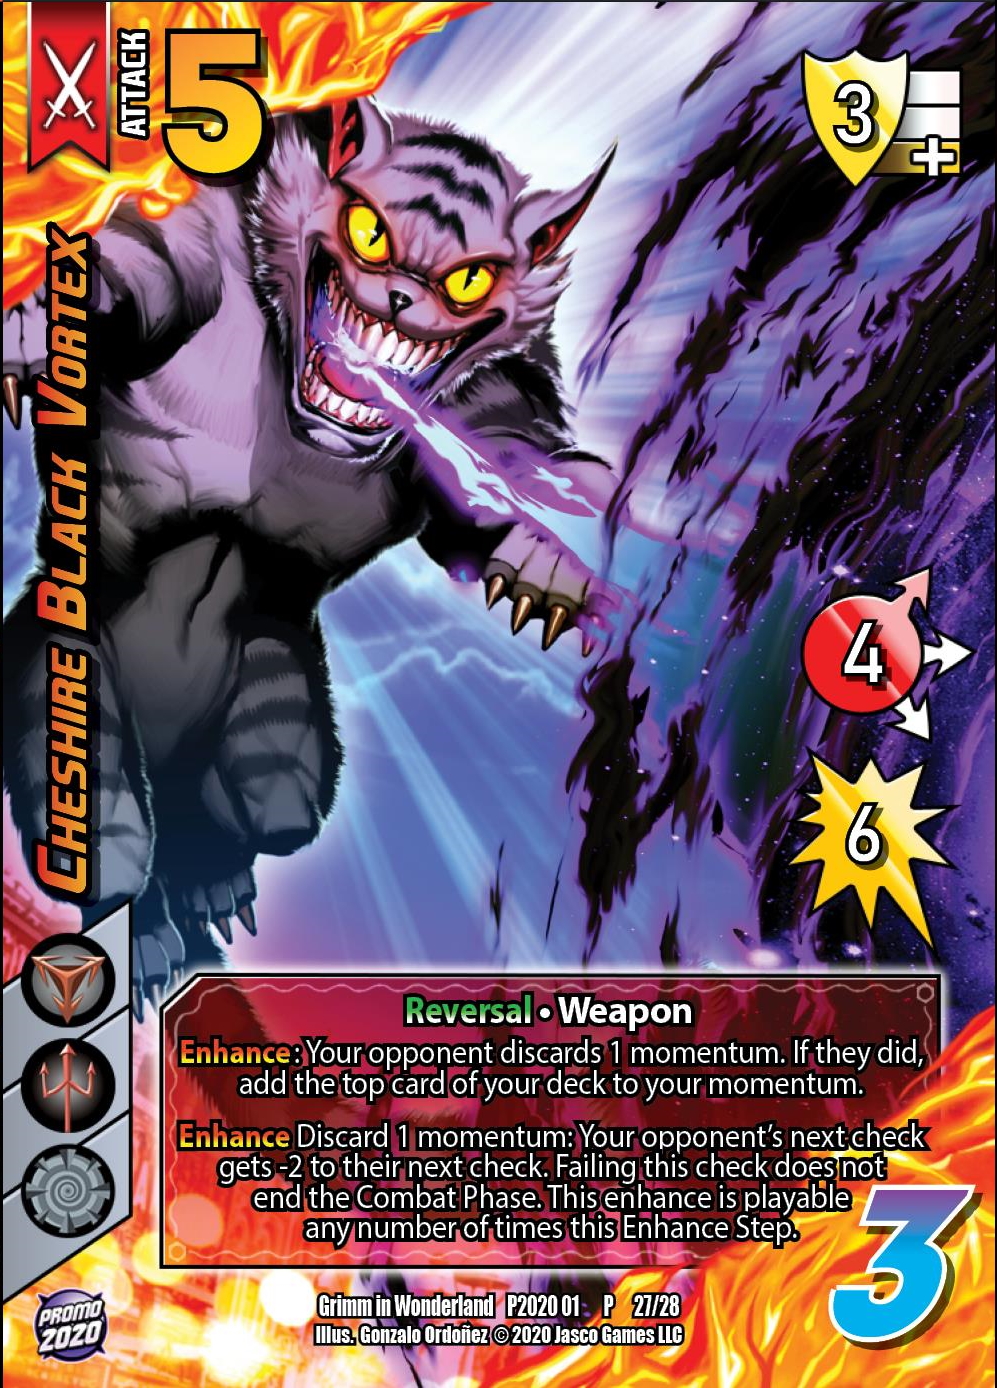 ATTACK
5
3
+
CHESHIRE BLACK VORTEX
4
6
Reversal • Weapon
Enhance: Your opponent discards 1 momentum. If they did,
add the top card of your deck to your momentum.
Enhance Discard 1 momentum: Your opponent's next check
gets -2 to their next check. Failing this check does not
end the Combat Phase. This enhance is playable
any number of times this Enhance Step.
3
PROMO
2020
Grimm in Wonderland P2020 01 P 27/28
Illus. Gonzalo Ordoñez © 2020 Jasco Games LLC